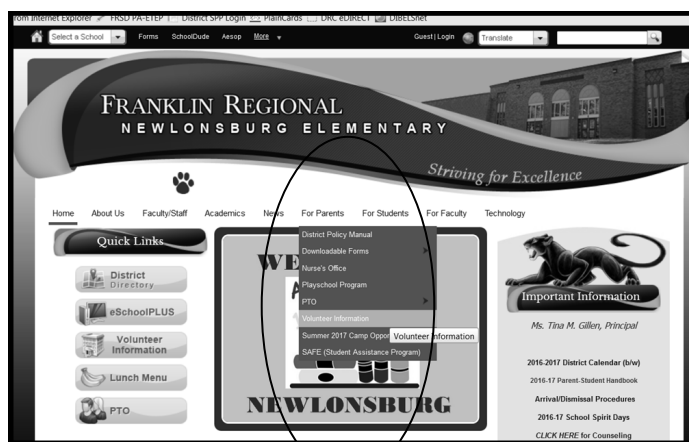 rom Internet Explorer FRSD PA-ETEP District SPP Login PlainCards DRC eDIRECT DIBELSnet
Select a School Forms SchoolDude Aesop More Guest | Login Translate
FRANKLIN REGIONAL
NEWLONSBURG ELEMENTARY
Striving for Excellence
Home About Us Faculty/Staff Academics News For Parents For Students For Faculty Technology
Quick Links
District
Directory
eSchoolPLUS
Volunteer
Information
Lunch Menu
PTO
WE
District Policy Manual
Downloadable Forms
Nurse's Office
Playschool Program
PTO
Volunteer Information
Summer 2017 Camp Oppor
Volunteer Information
SAFE (Student Assistance Program)
NEWLONSBURG
Important Information
Ms. Tina M. Gillen, Principal
2016-2017 District Calendar (b/w)
2016-17 Parent-Student Handbook
Arrival/Dismissal Procedures
2016-17 School Spirit Days
CLICK HERE for Counseling